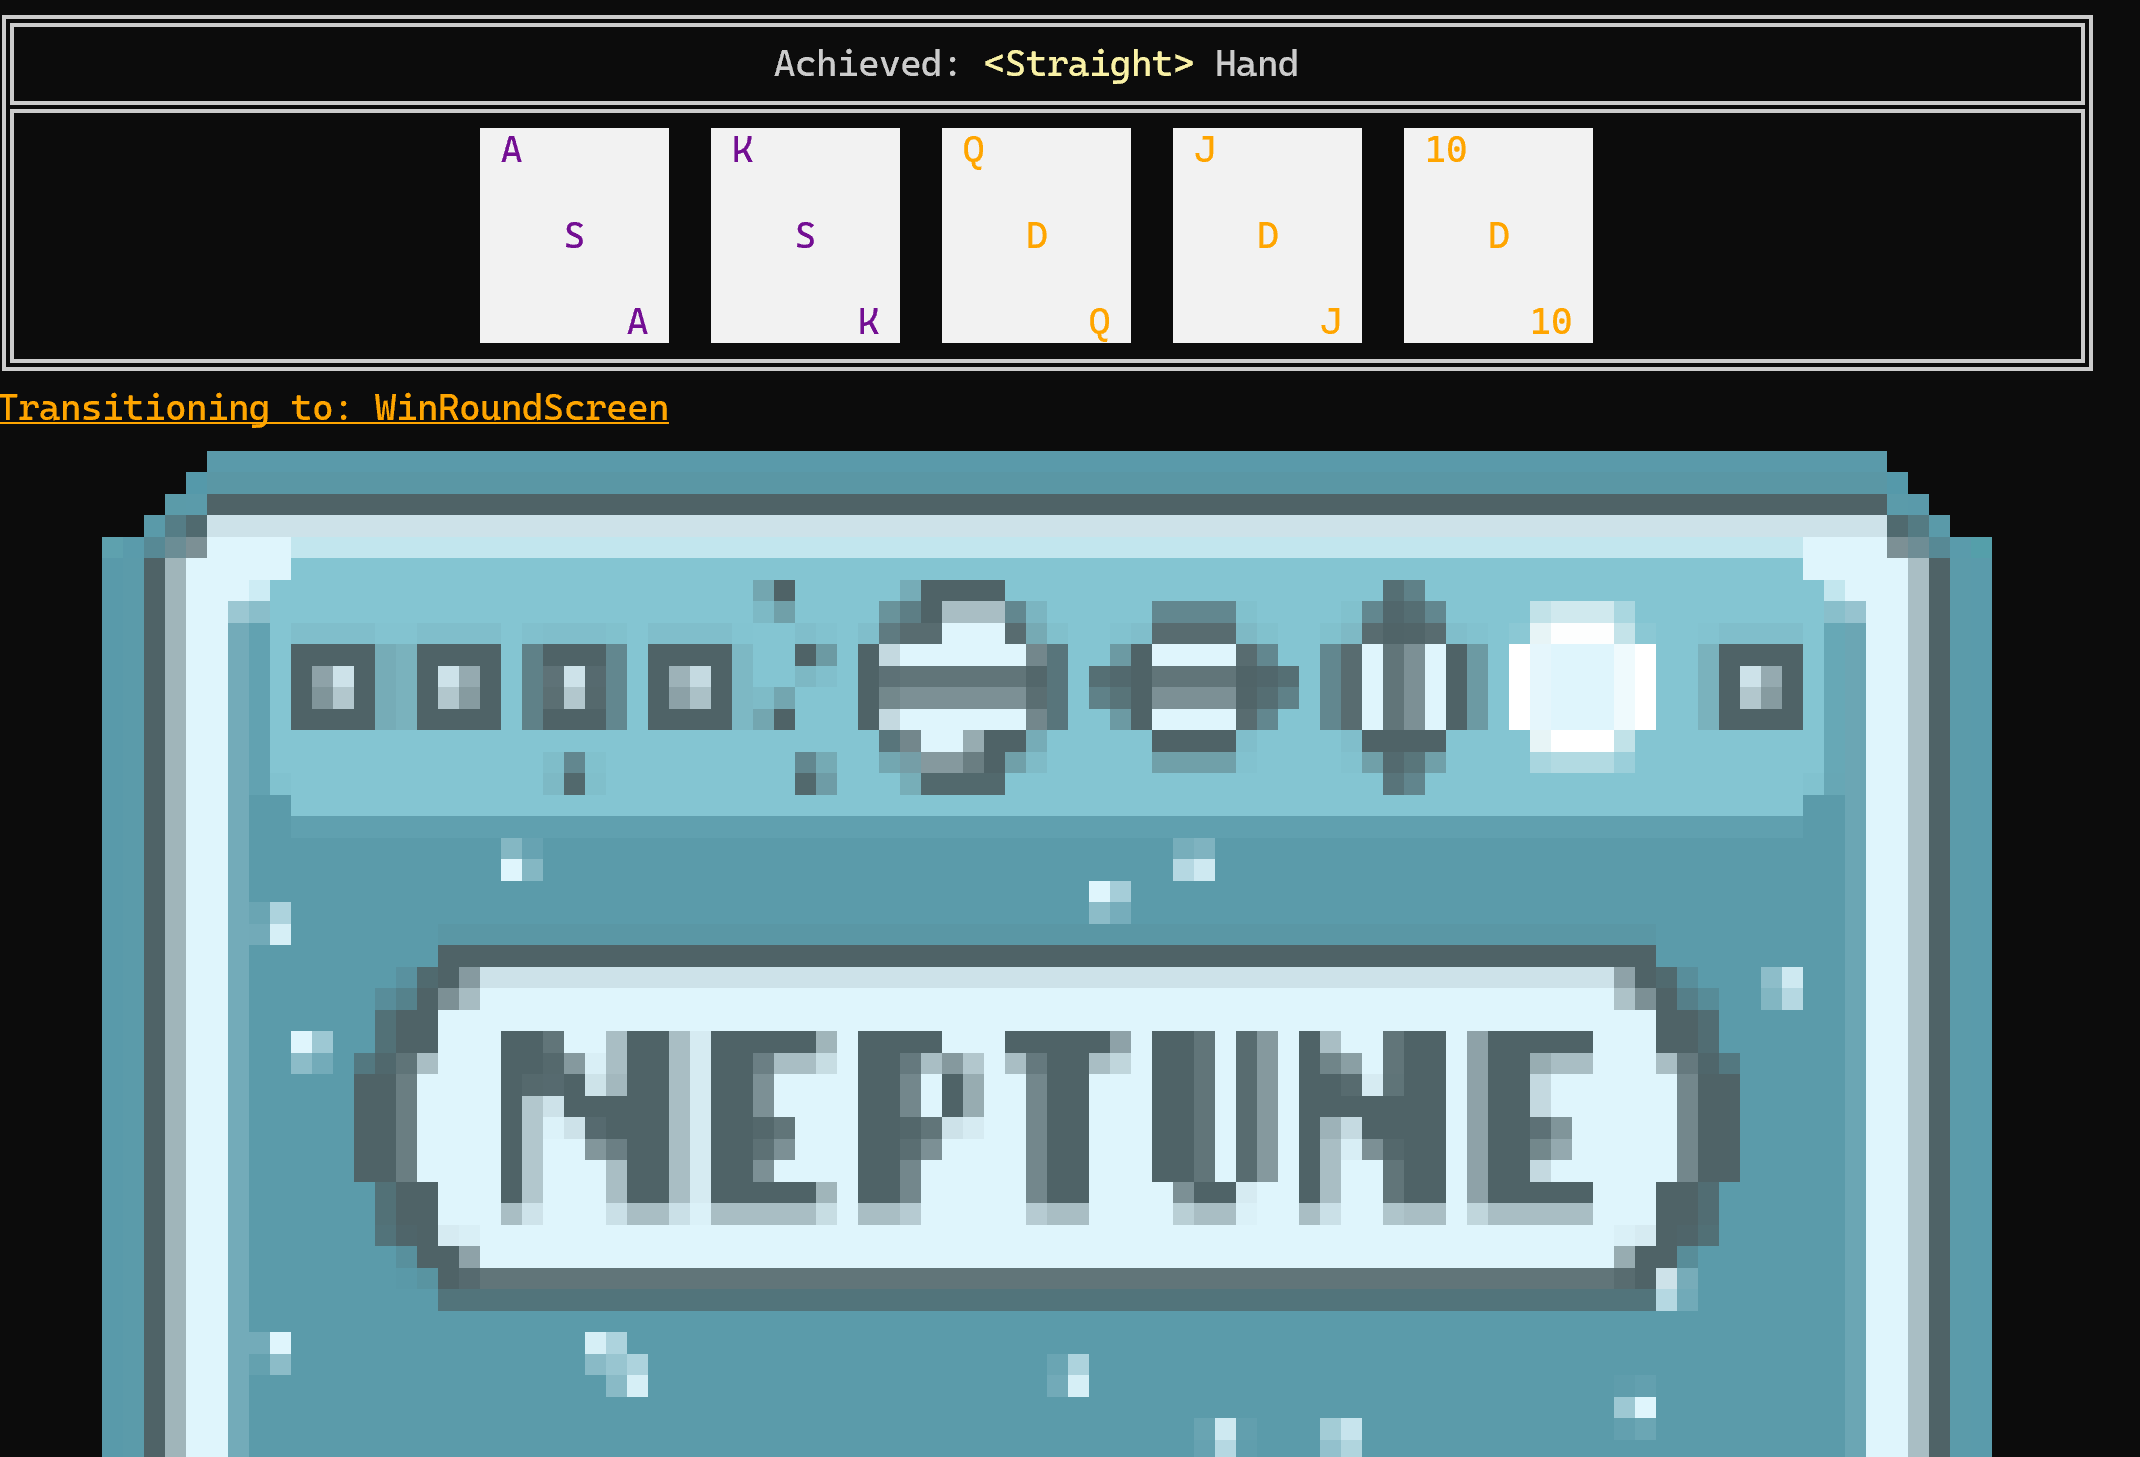 Achieved: <Straight> Hand
A K Q J 10
S S D D D
A K Q J 10
Transitioning to: WinRoundScreen
NEPTUNE